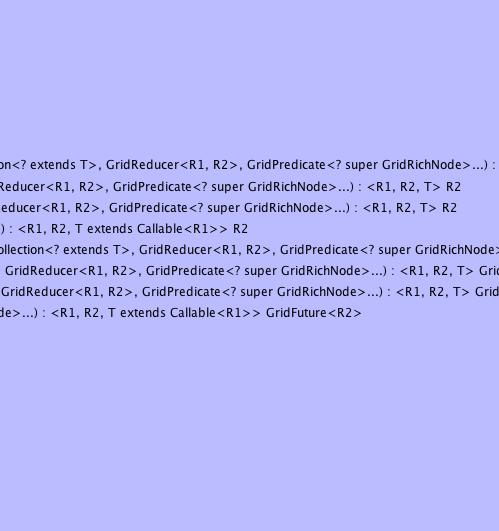 on<? extends T>, GridReducer<R1, R2>, GridPredicate<? super GridRichNode>...) :
Reducer<R1, R2>, GridPredicate<? super GridRichNode>...) : <R1, R2, T> R2
educer<R1, R2>, GridPredicate<? super GridRichNode>...) : <R1, R2, T> R2
) : <R1, R2, T extends Callable<R1>> R2
ollection<? extends T>, GridReducer<R1, R2>, GridPredicate<? super GridRichNode>
GridReducer<R1, R2>, GridPredicate<? super GridRichNode>...) : <R1, R2, T> Grid
GridReducer<R1, R2>, GridPredicate<? super GridRichNode>...) : <R1, R2, T> Grid
de>...) : <R1, R2, T extends Callable<R1>> GridFuture<R2>